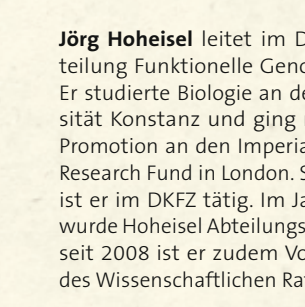 Jörg Hoheisel leitet im D
teilung Funktionelle Geno
Er studierte Biologie an de
sität Konstanz und ging
Promotion an den Imperia
Research Fund in London. S
ist er im DKFZ tätig. Im Ja
wurde Hoheisel Abteilungs
seit 2008 ist er zudem Vo
des Wissenschaftlichen Ra